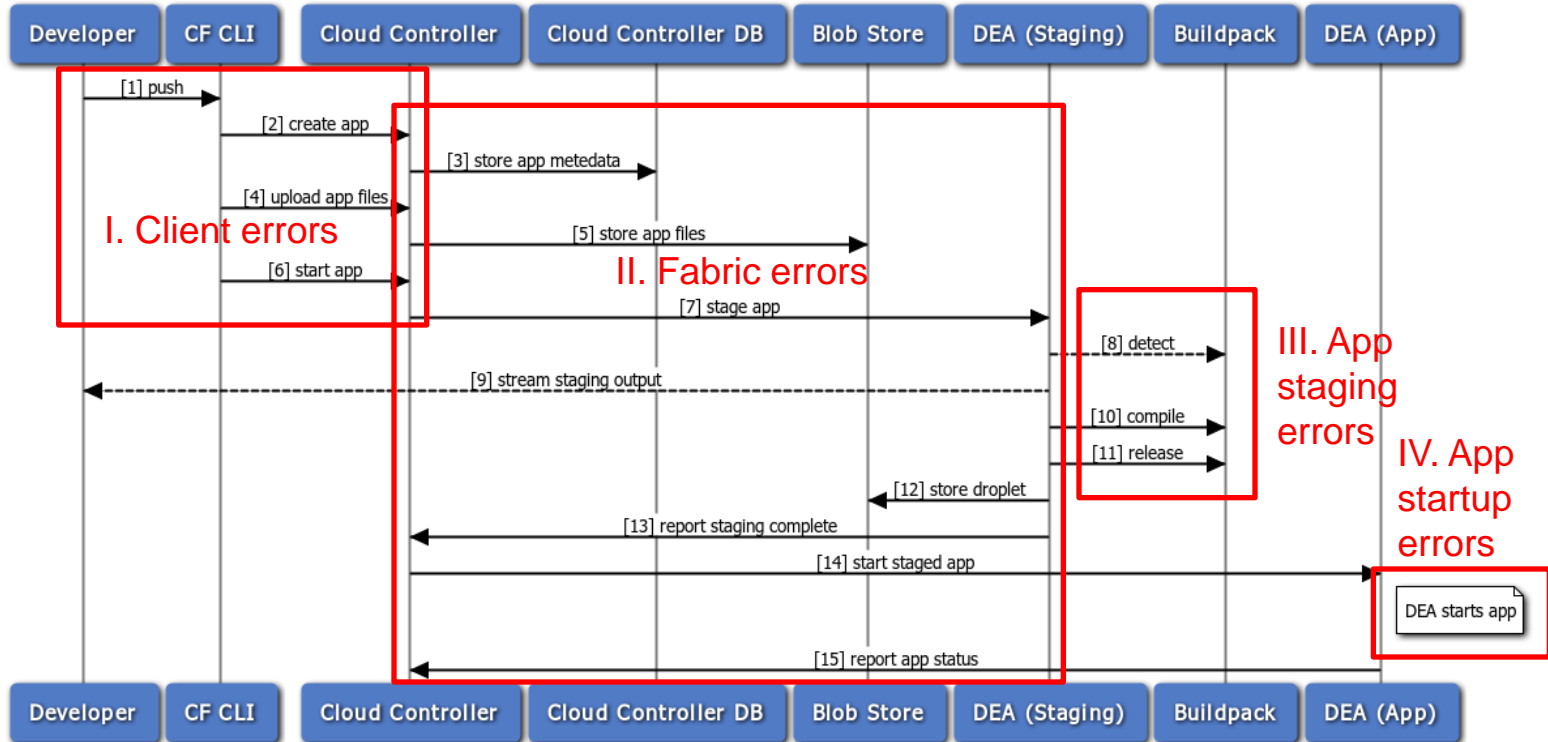 Developer
CF CLI
Cloud Controller
Cloud Controller DB
Blob Store
DEA (Staging)
Buildpack
DEA (App)
[1] push
[2] create app
[3] store app metedata
[4] upload app files
I. Client errors
[5] store app files
[6] start app
II. Fabric errors
[7] stage app
[8] detect
III. App
staging
errors
[9] stream staging output
[10] compile
[11] release
IV. App
startup
errors
[12] store droplet
[13] report staging complete
[14] start staged app
DEA starts app
[15] report app status
Developer
CF CLI
Cloud Controller
Cloud Controller DB
Blob Store
DEA (Staging)
Buildpack
DEA (App)